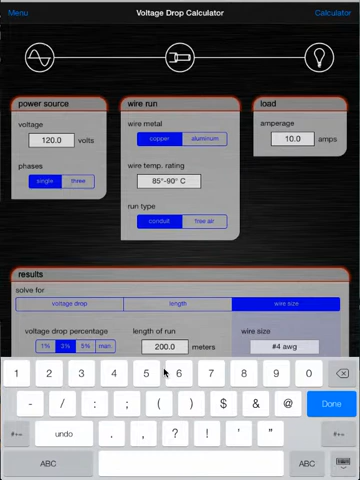 Menu Voltage Drop Calculator Calculator
power source
voltage
120.0 volts
phases
single three
wire run
wire metal
copper aluminum
wire temp. rating
85°-90° C
run type
conduit free air
load
amperage
10.0 amps
results
solve for
voltage drop length wire size
voltage drop percentage length of run wire size
1% 3% 5% man. 200.0 meters #4 awg
1 2 3 4 5 6 7 8 9 0
- / : ; ( ) $ & @ Done
#+= undo . , ? ! ' " #+=
ABC ABC